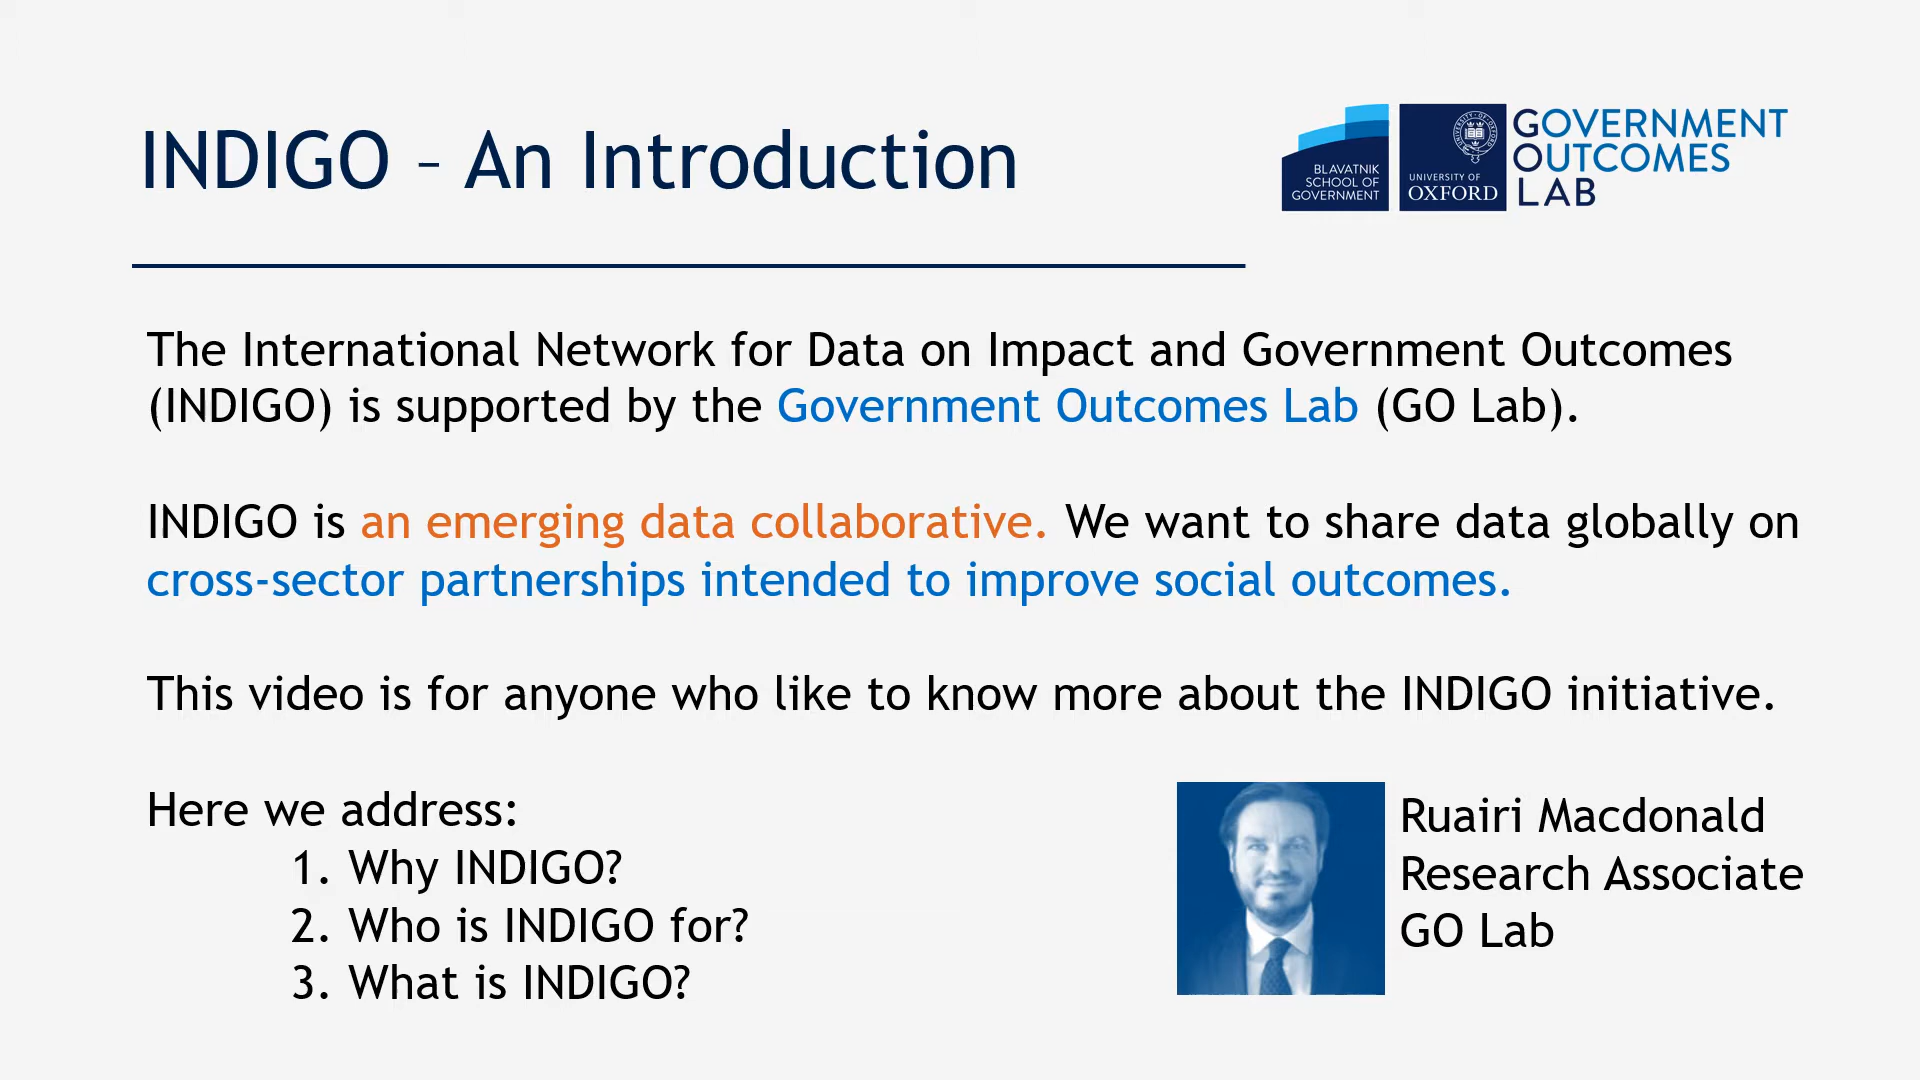 INDIGO – An Introduction
BLAVATNIK
SCHOOL OF
GOVERNMENT
UNIVERSITY OF
OXFORD
GOVERNMENT
OUTCOMES
LAB
The International Network for Data on Impact and Government Outcomes
(INDIGO) is supported by the Government Outcomes Lab (GO Lab).
INDIGO is an emerging data collaborative. We want to share data globally on
cross-sector partnerships intended to improve social outcomes.
This video is for anyone who like to know more about the INDIGO initiative.
Here we address:
1. Why INDIGO?
2. Who is INDIGO for?
3. What is INDIGO?
Ruairi Macdonald
Research Associate
GO Lab